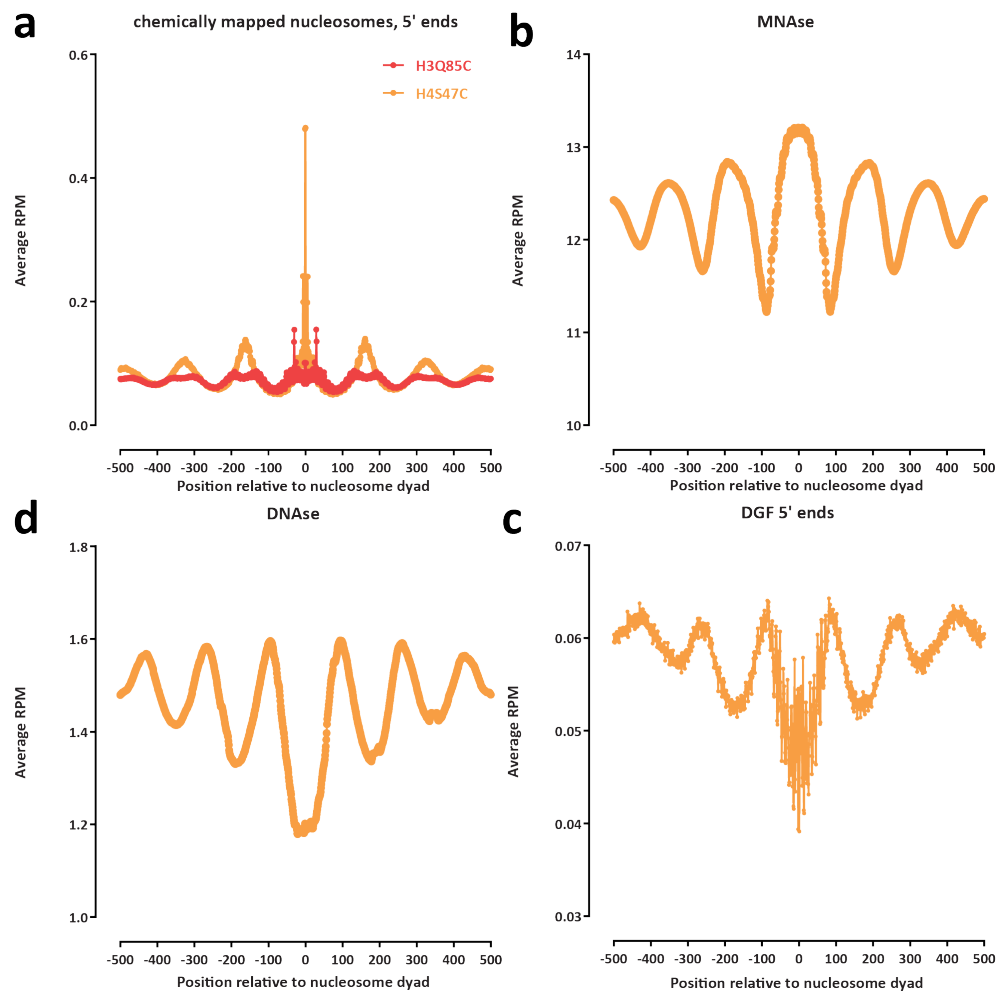 a
chemically mapped nucleosomes, 5' ends
H3Q85C
H4S47C
Average RPM
0.6
0.4
0.2
0.0
-500 -400 -300 -200 -100 0 100 200 300 400 500
Position relative to nucleosome dyad
b
MNAse
Average RPM
14
13
12
11
10
-500 -400 -300 -200 -100 0 100 200 300 400 500
Position relative to nucleosome dyad
d
DNAse
Average RPM
1.8
1.6
1.4
1.2
1.0
-500 -400 -300 -200 -100 0 100 200 300 400 500
Position relative to nucleosome dyad
c
DGF 5' ends
Average RPM
0.07
0.06
0.05
0.04
0.03
-500 -400 -300 -200 -100 0 100 200 300 400 500
Position relative to nucleosome dyad